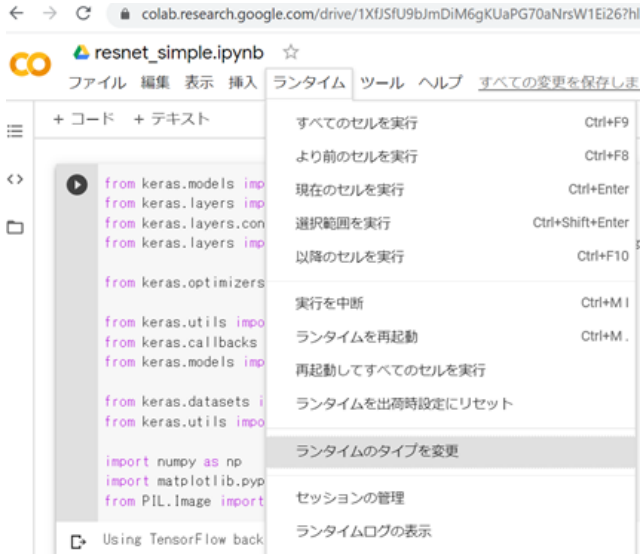 colab.research.google.com/drive/1XfJSfU9bJmDiM6gKUaPG70aNrsW1Ei26?hl
resnet_simple.ipynb
ファイル 編集 表示 挿入 ランタイム ツール ヘルプ すべての変更を保存しま
+ コード + テキスト
すべてのセルを実行 Ctrl+F9
より前のセルを実行 Ctrl+F8
現在のセルを実行 Ctrl+Enter
選択範囲を実行 Ctrl+Shift+Enter
以降のセルを実行 Ctrl+F10
実行を中断 Ctrl+M I
ランタイムを再起動 Ctrl+M .
再起動してすべてのセルを実行
ランタイムを出荷時設定にリセット
ランタイムのタイプを変更
セッションの管理
ランタイムログの表示
from keras.models imp
from keras.layers imp
from keras.layers.con
from keras.layers imp
from keras.optimizers
from keras.utils impo
from keras.callbacks
from keras.models imp
from keras.datasets i
from keras.utils impo
import numpy as np
import matplotlib.pyp
from PIL.Image import
Using TensorFlow back